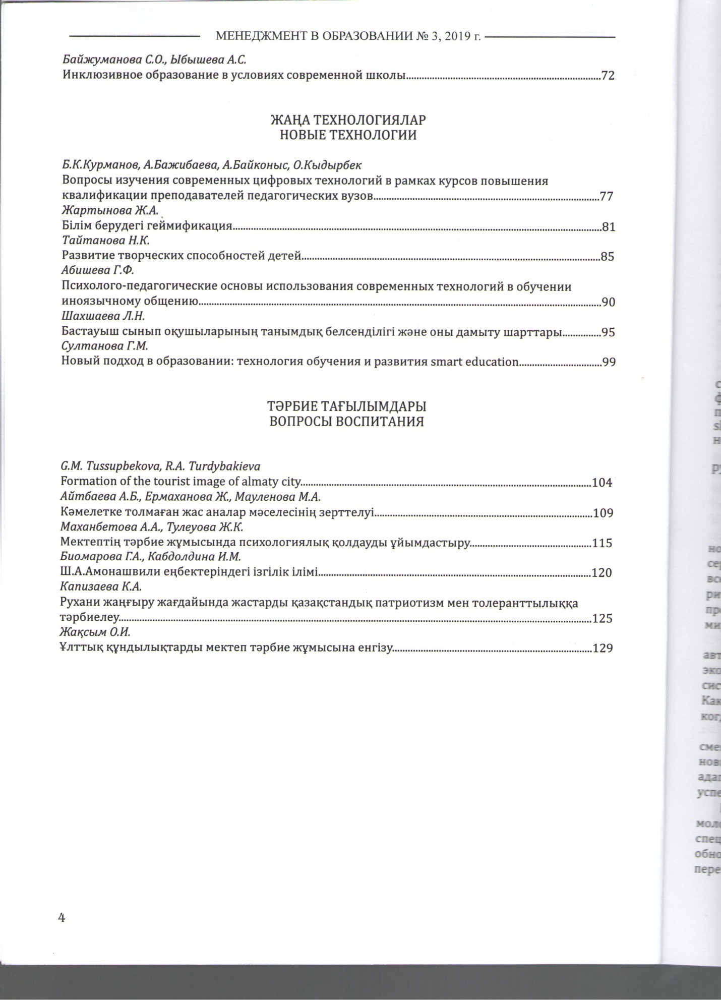 МЕНЕДЖМЕНТ В ОБРАЗОВАНИИ № 3, 2019 г.
Байжуманова С.О., Ыбышева А.С.
Инклюзивное образование в условиях современной школы.....72
ЖАҢА ТЕХНОЛОГИЯЛАР
НОВЫЕ ТЕХНОЛОГИИ
Б.К.Курманов, А.Бажибаева, А.Байконыс, О.Кыдырбек
Вопросы изучения современных цифровых технологий в рамках курсов повышения
квалификации преподавателей педагогических вузов.....77
Жартынова Ж.А.
Білім берудегі геймификация.....81
Тайтанова Н.К.
Развитие творческих способностей детей.....85
Абишева Г.Ф.
Психолого-педагогические основы использования современных технологий в обучении
иноязычному общению.....90
Шахшаева Л.Н.
Бастауыш сынып оқушыларының танымдық белсенділігі және оны дамыту шарттары.....95
Султанова Г.М.
Новый подход в образовании: технология обучения и развития smart education.....99
ТӘРБИЕ ТАҒЫЛЫМДАРЫ
ВОПРОСЫ ВОСПИТАНИЯ
G.M. Tussupbekova, R.A. Turdybakieva
Formation of the tourist image of almaty city.....104
Айтбаева А.Б., Ермаханова Ж., Мауленова М.А.
Кәмелетке толмаған жас аналар мәселесінің зерттелуі.....109
Маханбетова А.А., Тулеуова Ж.К.
Мектептің тәрбие жұмысында психологиялық қолдауды ұйымдастыру.....115
Биомарова Г.А., Кабдолдина И.М.
Ш.А.Амонашвили еңбектеріндегі ізгілік ілімі.....120
Капизаева К.А.
Рухани жаңғыру жағдайында жастарды қазақстандық патриотизм мен толеранттылыққа
тәрбиелеу.....125
Жақсым О.И.
Ұлттық құндылықтарды мектеп тәрбие жұмысына енгізу.....129
4